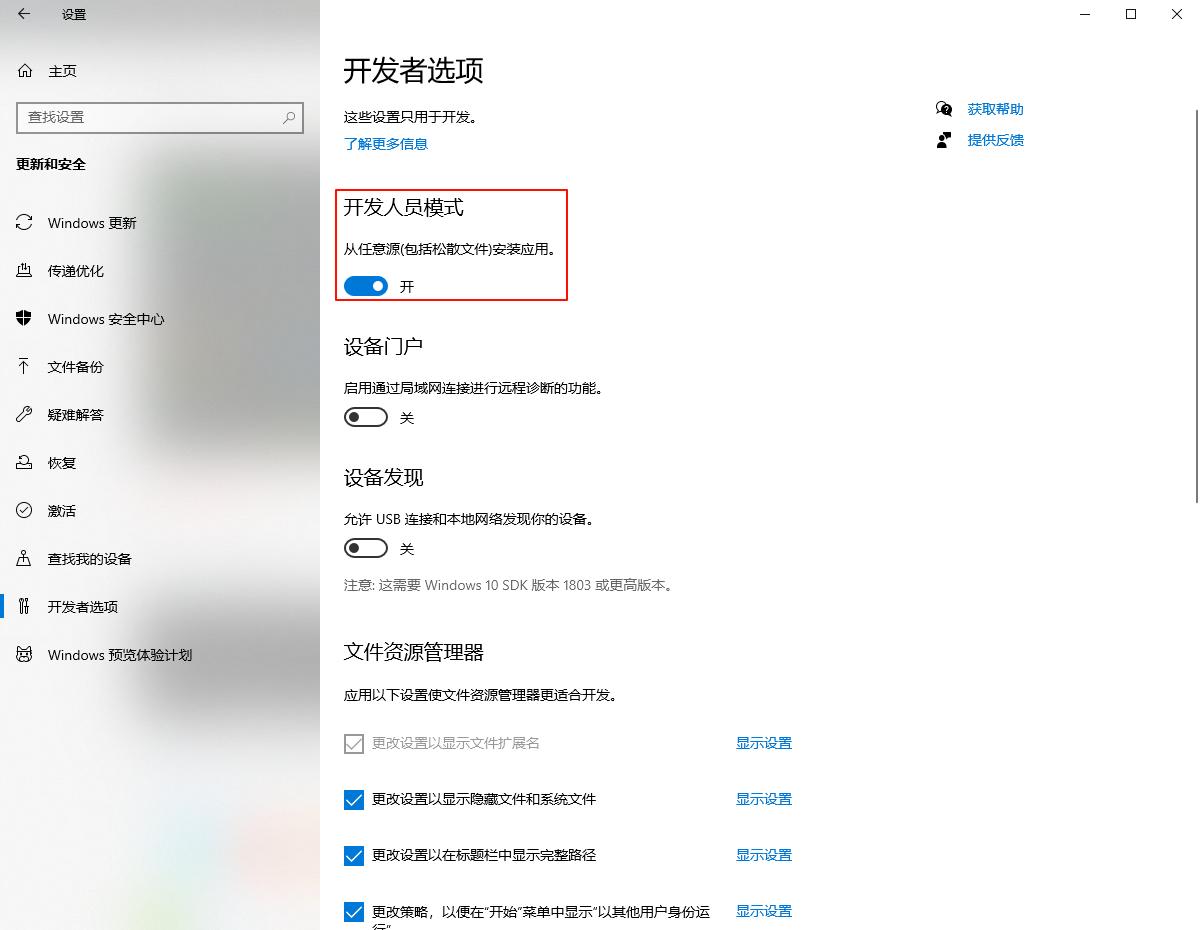 设置
主页
查找设置
更新和安全
Windows 更新
传递优化
Windows 安全中心
文件备份
疑难解答
恢复
激活
查找我的设备
开发者选项
Windows 预览体验计划
开发者选项
这些设置只用于开发。
了解更多信息
获取帮助
提供反馈
开发人员模式
从任意源(包括松散文件)安装应用。
开
设备门户
启用通过局域网连接进行远程诊断的功能。
关
设备发现
允许 USB 连接和本地网络发现你的设备。
关
注意: 这需要 Windows 10 SDK 版本 1803 或更高版本。
文件资源管理器
应用以下设置使文件资源管理器更适合开发。
更改设置以显示文件扩展名
显示设置
更改设置以显示隐藏文件和系统文件
显示设置
更改设置以在标题栏中显示完整路径
显示设置
更改策略，以便在“开始”菜单中显示“以其他用户身份运
行”
显示设置